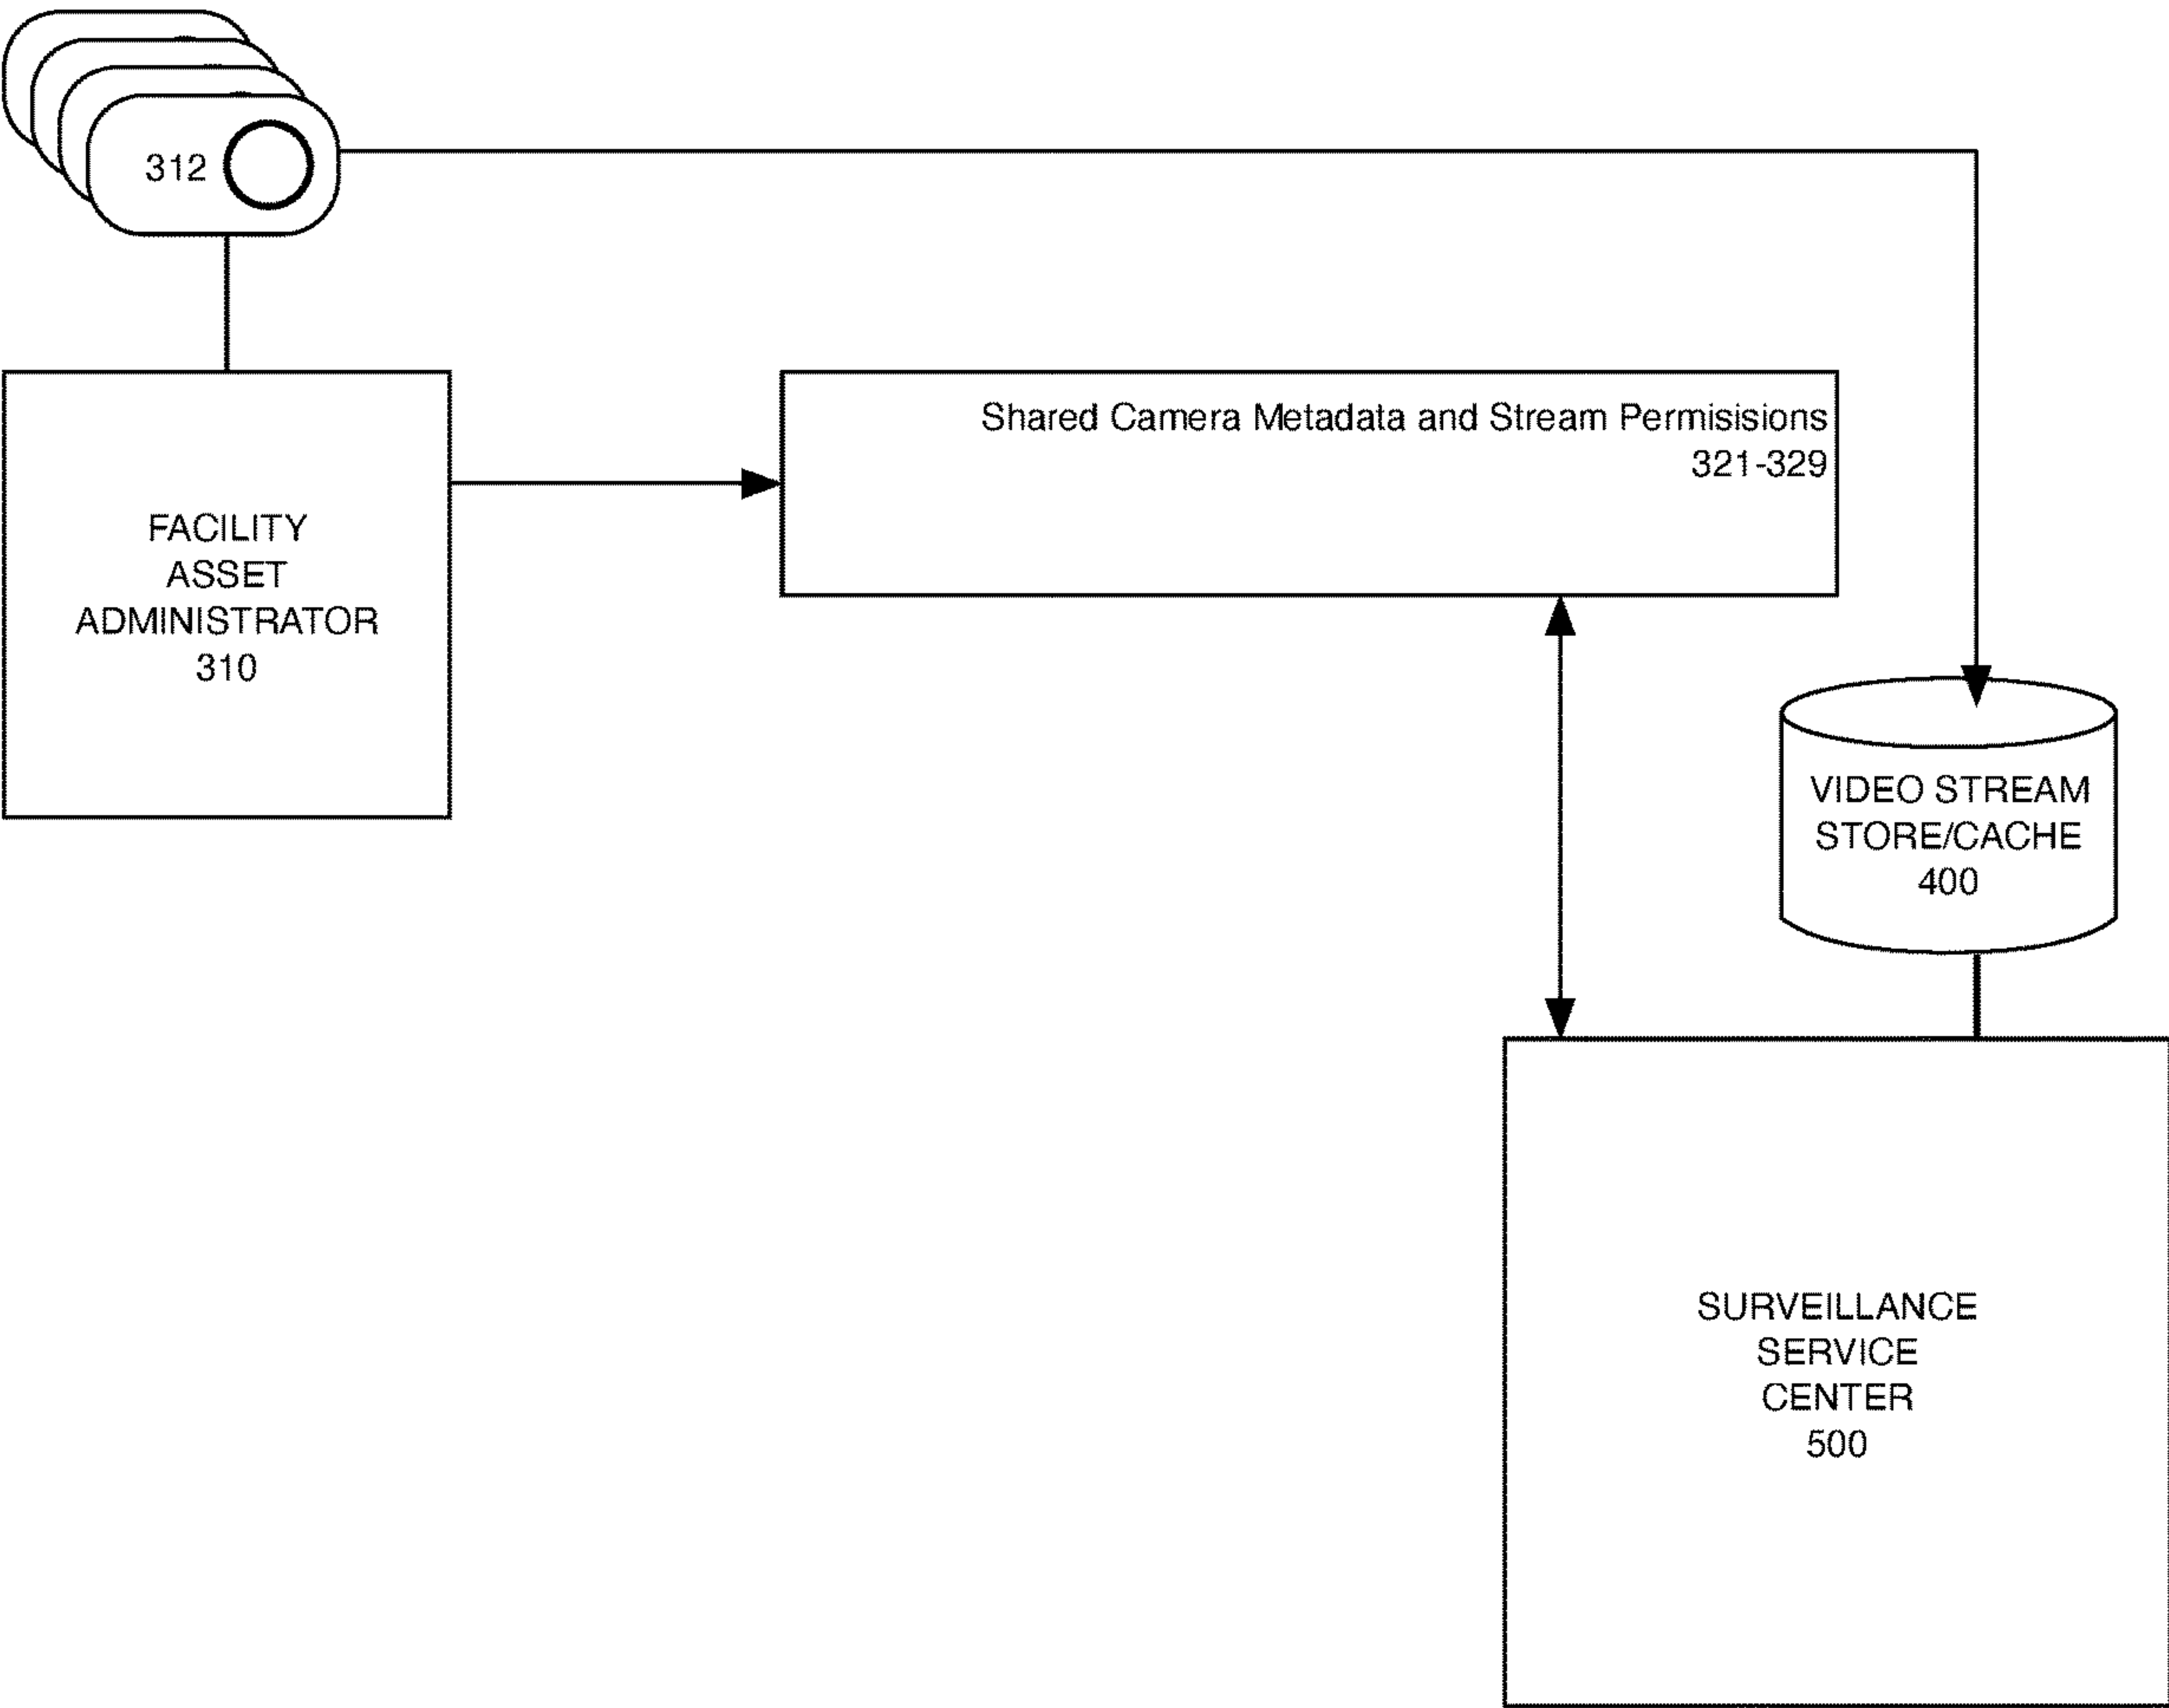 312
Shared Camera Metadata and Stream Permisisions
321-329
FACILITY
ASSET
ADMINISTRATOR
310
VIDEO STREAM
STORE/CACHE
400
SURVEILLANCE
SERVICE
CENTER
500